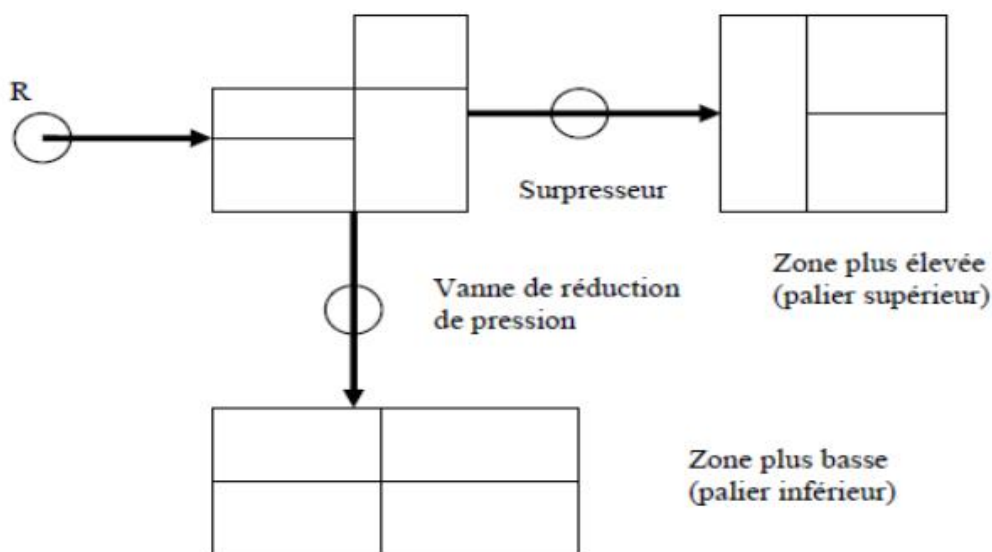 R
Surpresseur
Zone plus élevée
(palier supérieur)
Vanne de réduction
de pression
Zone plus basse
(palier inférieur)